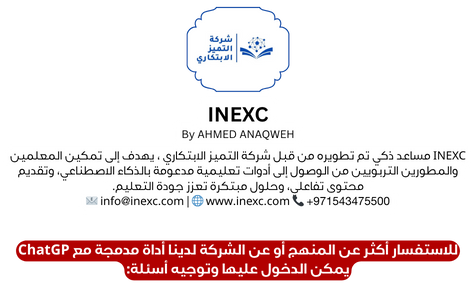 شركة
التميز
الابتكاري
INEXC
By AHMED ANAQWEH
INEXC مساعد ذكي تم تطويره من قبل شركة التميز الابتكاري ، يهدف إلى تمكين المعلمين
والمطورين التربويين من الوصول إلى أدوات تعليمية مدعومة بالذكاء الاصطناعي، وتقديم
محتوى تفاعلي، وحلول مبتكرة تعزز جودة التعليم.
📧 info@inexc.com | 🌐 www.inexc.com 📞 +971543475500
للاستفسار أكثر عن المنهج أو عن الشركة لدينا أداة مدمجة مع ChatGP
يمكن الدخول عليها وتوجيه أسئلة: